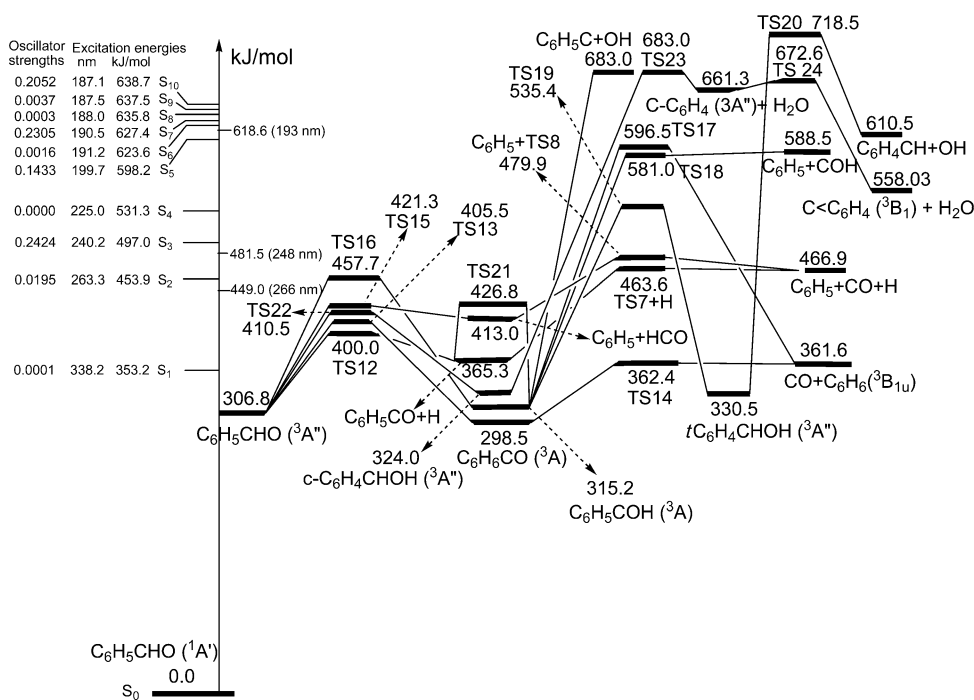 Oscillator strengths
Excitation energies
nm kJ/mol
kJ/mol
0.2052 187.1 638.7 S10
0.0037 187.5 637.5 S9
0.0003 188.0 635.8 S8
0.2305 190.5 627.4 S7
0.0016 191.2 623.6 S6
0.1433 199.7 598.2 S5
0.0000 225.0 531.3 S4
0.2424 240.2 497.0 S3
0.0195 263.3 453.9 S2
0.0001 338.2 353.2 S1
618.6 (193 nm)
481.5 (248 nm)
449.0 (266 nm)
TS20 718.5
C6H5C+OH
683.0
683.0
TS23
672.6
TS 24
661.3
C-C6H4 (3A")+ H2O
TS19
535.4
610.5
C6H4CH+OH
596.5 TS17
588.5
C6H5+COH
581.0 TS18
C6H5+TS8
479.9
558.03
C<C6H4 (3B1) + H2O
421.3
TS15
405.5
TS13
TS16
457.7
TS21
426.8
413.0
463.6
TS7+H
466.9
C6H5+CO+H
TS22
410.5
400.0
TS12
365.3
C6H5+HCO
362.4
TS14
361.6
CO+C6H6(3B1u)
306.8
C6H5CHO (3A")
C6H5CO+H
298.5
C6H6CO (3A)
330.5
tC6H4CHOH (3A")
324.0
c-C6H4CHOH (3A")
315.2
C6H5COH (3A)
C6H5CHO (1A')
0.0
S0